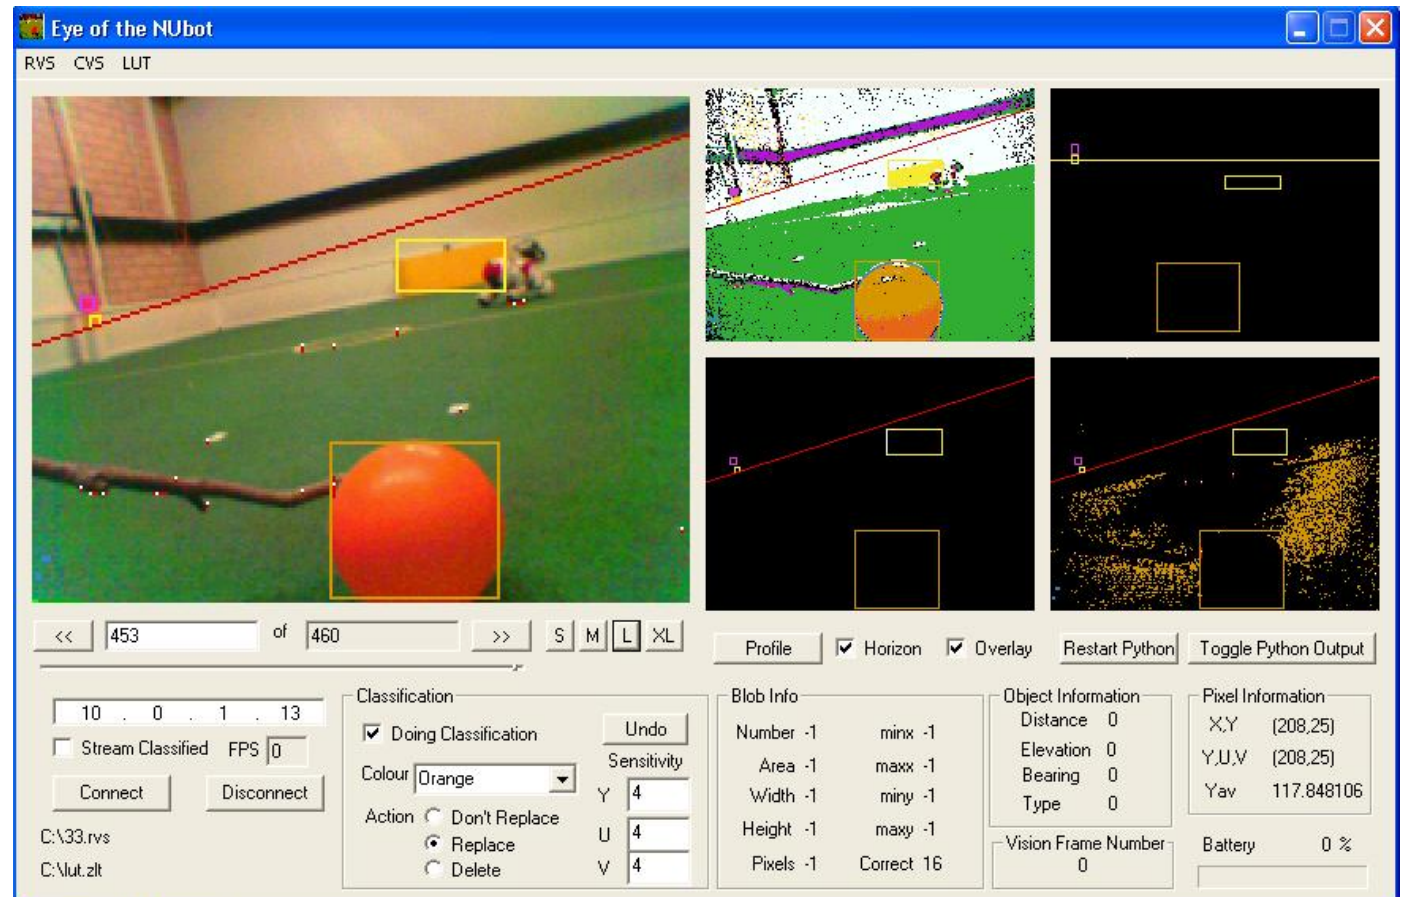 Eye of the NUbot
RVS CVS LUT
<< 453 of 460 >> S M L XL
Profile Horizon Overlay Restart Python Toggle Python Output
10 . 0 . 1 . 13
Stream Classified FPS 0
Connect Disconnect
C:\33.rvs
C:\lut.zlt
Classification
Doing Classification Undo
Colour Orange Sensitivity
Action Don't Replace Y 4
Replace U 4
Delete V 4
Blob Info
Number -1 minx -1
Area -1 maxx -1
Width -1 miny -1
Height -1 maxy -1
Pixels -1 Correct 16
Object Information
Distance 0
Elevation 0
Bearing 0
Type 0
Vision Frame Number
0
Pixel Information
X,Y (208,25)
Y,U,V (208,25)
Yav 117.848106
Battery 0 %